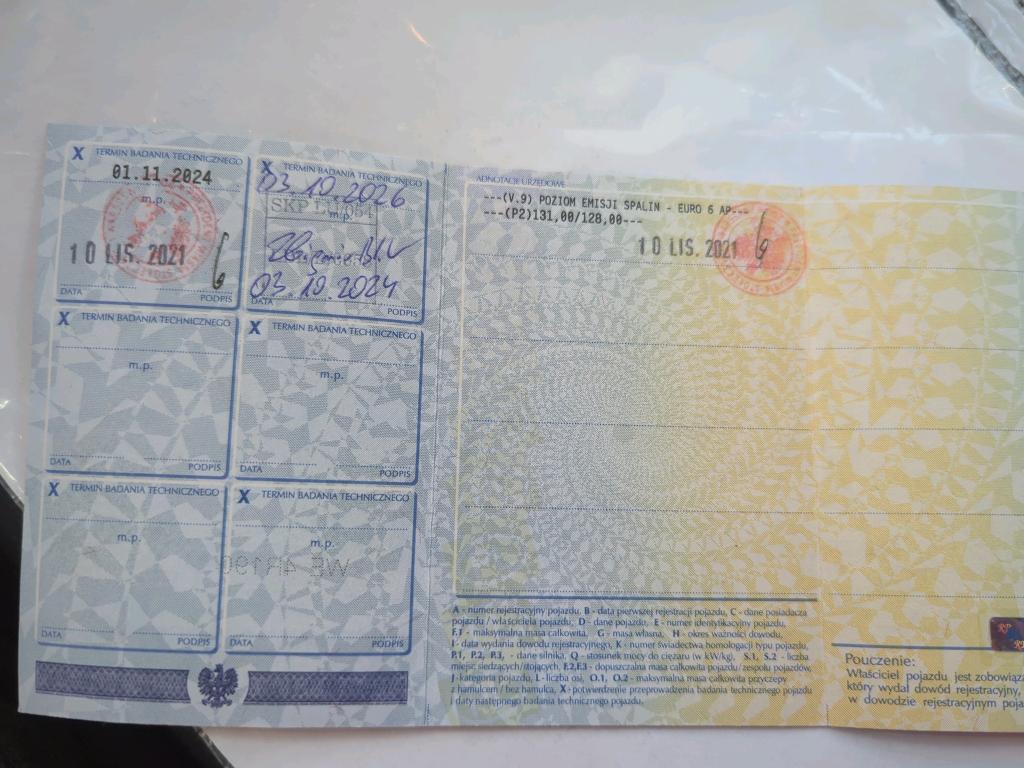 X TERMIN BADANIA TECHNICZNEGO
01.11.2024
m.p.
10 LIS. 2021
DATA PODPIS
X TERMIN BADANIA TECHNICZNEGO
03.10.2026
SKP
m.p.
03.10.2024
DATA PODPIS
X TERMIN BADANIA TECHNICZNEGO
m.p.
DATA PODPIS
X TERMIN BADANIA TECHNICZNEGO
m.p.
DATA PODPIS
X TERMIN BADANIA TECHNICZNEGO
m.p.
DATA PODPIS
X TERMIN BADANIA TECHNICZNEGO
m.p.
DATA PODPIS
ADNOTACJE URZĘDOWE
---(V.9) POZIOM EMISJI SPALIN - EURO 6 AP---
---(P2)131,00/128,00---
10 LIS. 2021
A - numer rejestracyjny pojazdu, B - data pierwszej rejestracji pojazdu, C - dane posiadacza
pojazdu / właściciela pojazdu, D - dane pojazdu, E - numer identyfikacyjny pojazdu,
F.1 - maksymalna masa całkowita, G - masa własna, H - okres ważności dowodu,
I - data wydania dowodu rejestracyjnego, K - numer świadectwa homologacji typu pojazdu,
P.1, P.2, P.3, - dane silnika, Q - stosunek mocy do ciężaru (w kW/kg), S.1, S.2 - liczba
miejsc siedzących/stojących, F.2, F.3 - dopuszczalna masa całkowita pojazdu/zespołu pojazdów,
J - kategoria pojazdu, L - liczba osi, O.1, O.2 - maksymalna masa całkowita przyczepy
z hamulcem / bez hamulca, X - potwierdzenie przeprowadzenia badania technicznego pojazdu
i daty następnego badania technicznego pojazdu.
RP
Pouczenie:
Właściciel pojazdu jest zobowiąza
który wydał dowód rejestracyjny,
w dowodzie rejestracyjnym poja